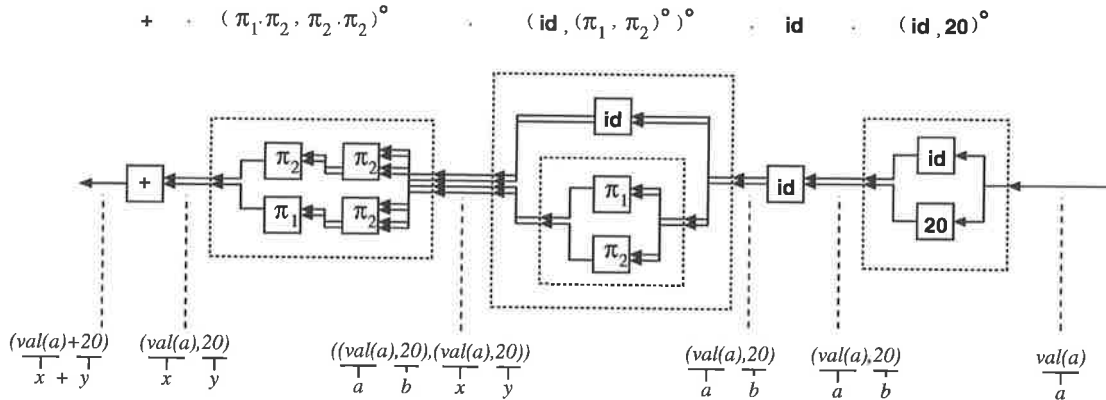 + · (π₁·π₂, π₂·π₂)° · (id,(π₁, π₂)°)° · id · (id,20)°
id
id
π₂ π₂
+
π₁
id
π₁ π₂
20
π₂
(val(a)+20) (val(a),20) ((val(a),20),(val(a),20)) (val(a),20) (val(a),20) val(a)
x + y x y a b x y a b a b a